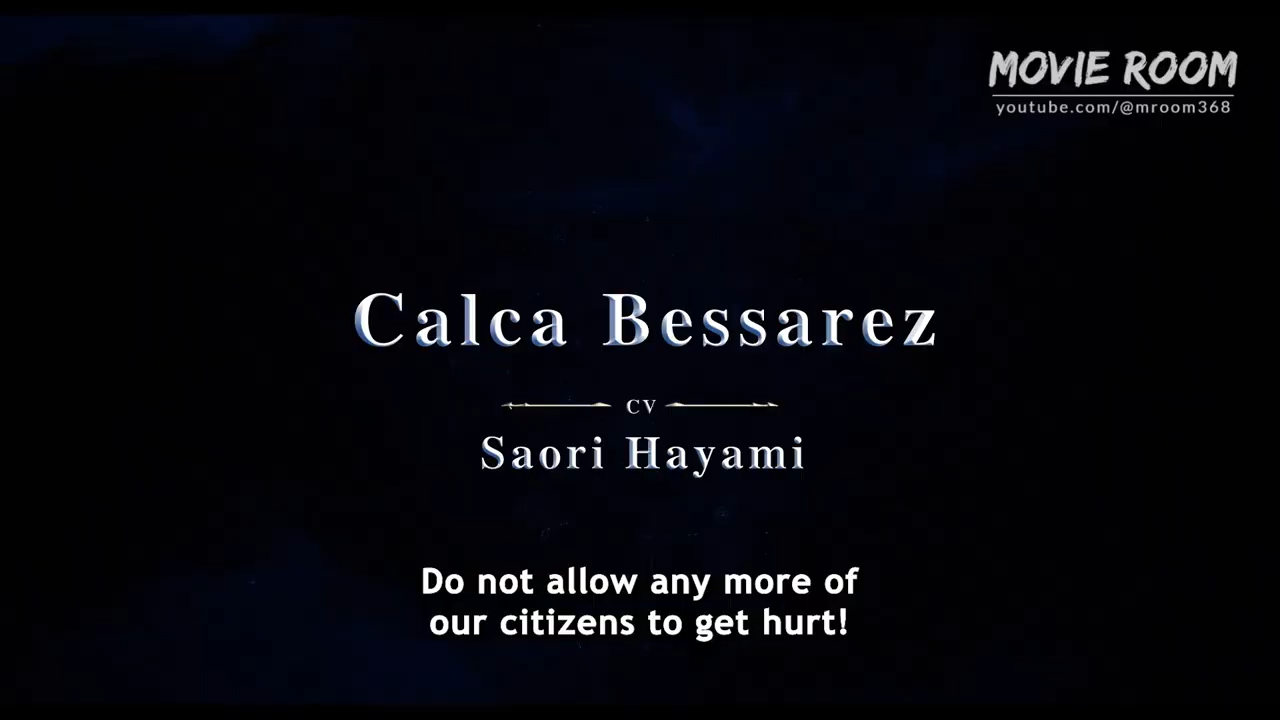 MOVIE ROOM
youtube.com/@mroom368
Calca Bessarez
CV
Saori Hayami
Do not allow any more of
our citizens to get hurt!